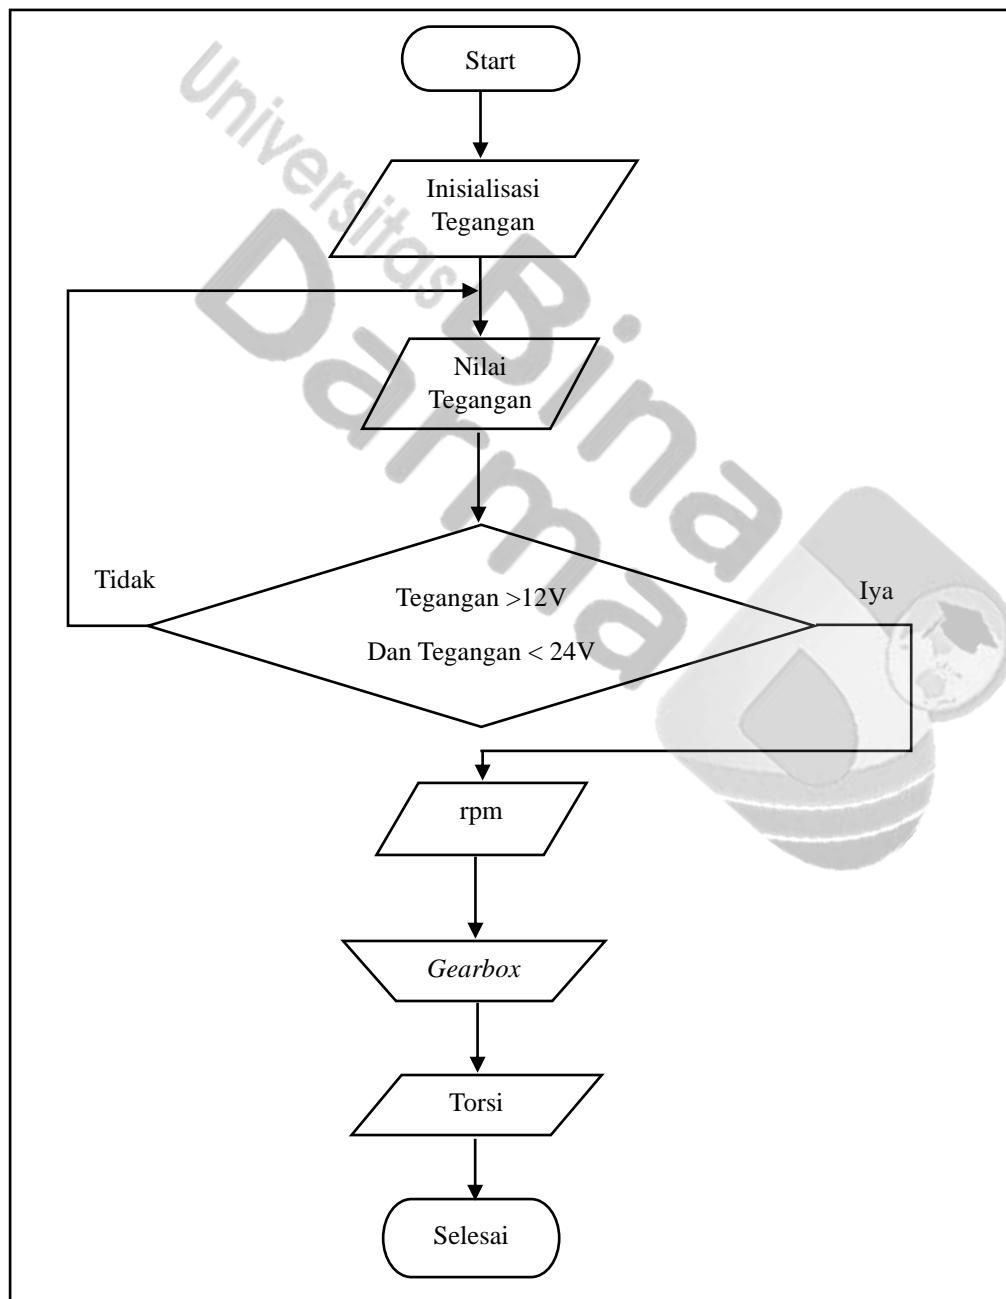 Start
Universitas
Bina
Darma
Inisialisasi
Tegangan
Nilai
Tegangan
Tidak
Tegangan >12V
Dan Tegangan < 24V
Iya
rpm
Gearbox
Torsi
Selesai